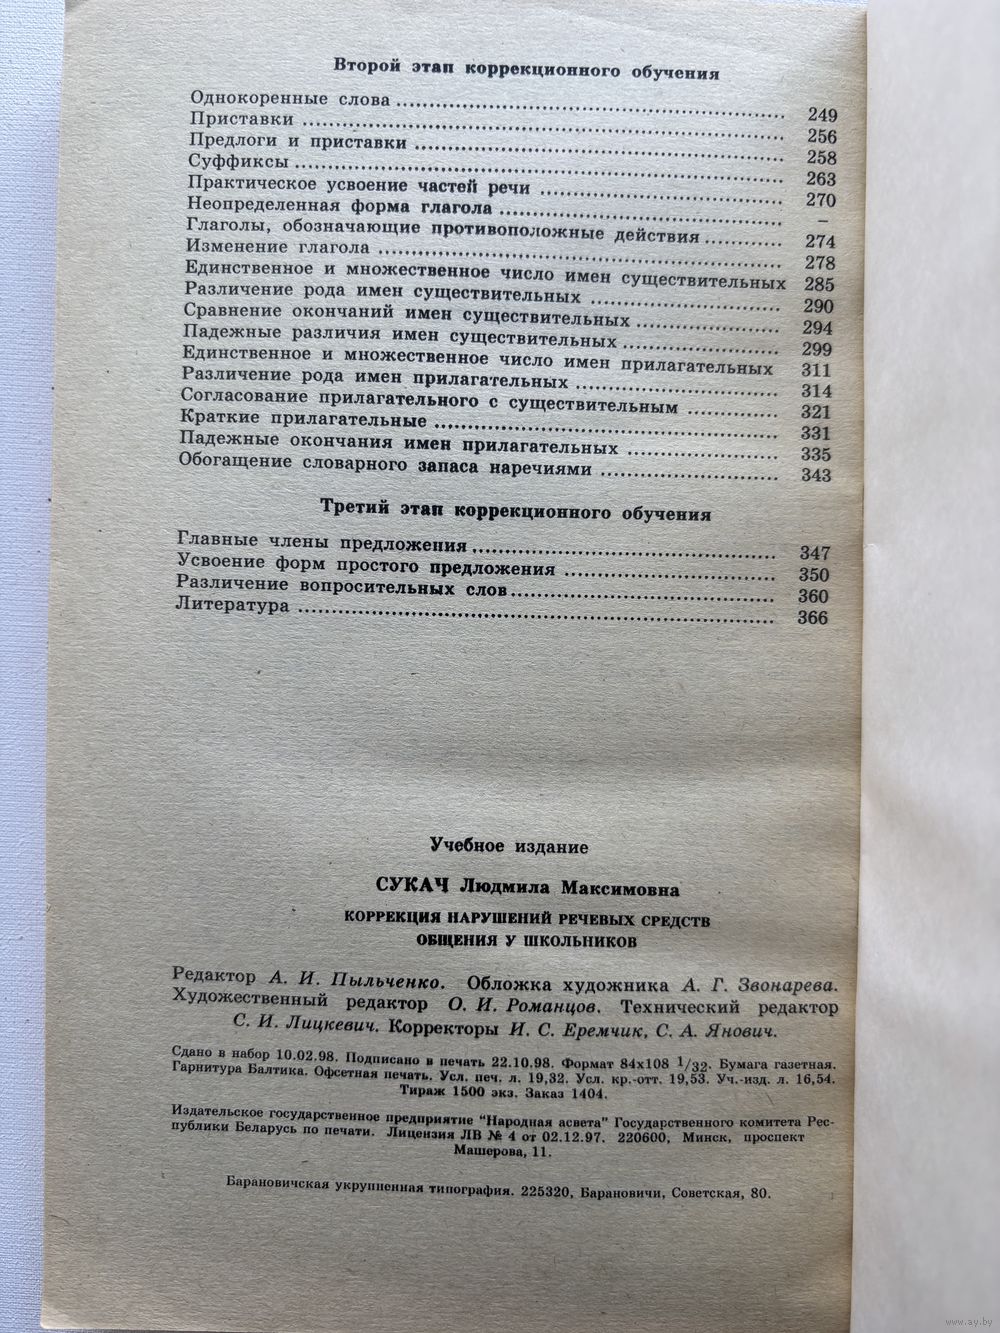 Второй этап коррекционного обучения
Однокоренные слова ........ 249
Приставки ........ 256
Предлоги и приставки ........ 258
Суффиксы ........ 263
Практическое усвоение частей речи ........ 270
Неопределенная форма глагола ........ –
Глаголы, обозначающие противоположные действия ........ 274
Изменение глагола ........ 278
Единственное и множественное число имен существительных 285
Различение рода имен существительных ........ 290
Сравнение окончаний имен существительных ........ 294
Падежные различия имен существительных ........ 299
Единственное и множественное число имен прилагательных 311
Различение рода имен прилагательных ........ 314
Согласование прилагательного с существительным ........ 321
Краткие прилагательные ........ 331
Падежные окончания имен прилагательных ........ 335
Обогащение словарного запаса наречиями ........ 343
Третий этап коррекционного обучения
Главные члены предложения ........ 347
Усвоение форм простого предложения ........ 350
Различение вопросительных слов ........ 360
Литература ........ 366
Учебное издание
СУКАЧ Людмила Максимовна
КОРРЕКЦИЯ НАРУШЕНИЙ РЕЧЕВЫХ СРЕДСТВ
ОБЩЕНИЯ У ШКОЛЬНИКОВ
Редактор А. И. Пыльченко. Обложка художника А. Г. Звонарева.
Художественный редактор О. И. Романцов. Технический редактор
С. И. Лицкевич. Корректоры И. С. Еремчик, С. А. Янович.
Сдано в набор 10.02.98. Подписано в печать 22.10.98. Формат 84х108 1/32. Бумага газетная.
Гарнитура Балтика. Офсетная печать. Усл. печ. л. 19,32. Усл. кр.-отт. 19,53. Уч.-изд. л. 16,54.
Тираж 1500 экз. Заказ 1404.
Издательское государственное предприятие "Народная асвета" Государственного комитета Рес-
публики Беларусь по печати. Лицензия ЛВ № 4 от 02.12.97. 220600, Минск, проспект
Машерова, 11.
Барановичская укрупненная типография. 225320, Барановичи, Советская, 80.
www.ay.by